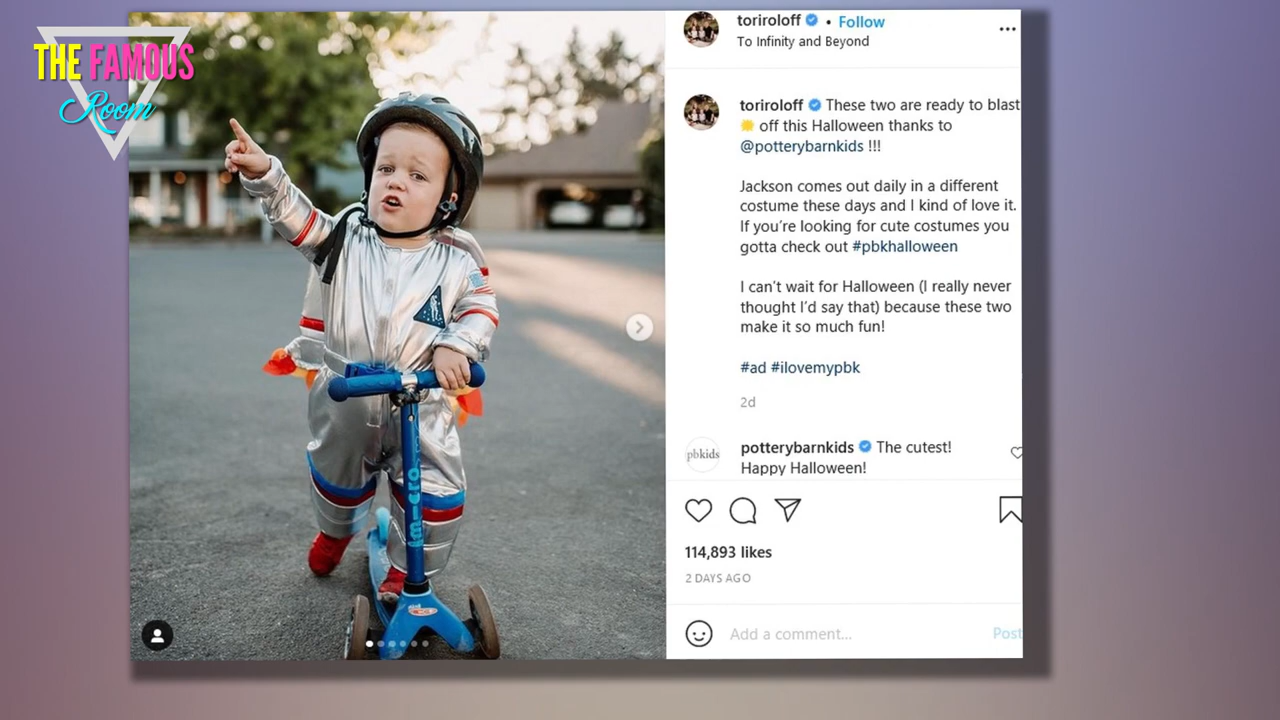 THE FAMOUS
Room
toriroloff • Follow
To Infinity and Beyond
toriroloff These two are ready to blast
off this Halloween thanks to
@potterybarnkids !!!
Jackson comes out daily in a different
costume these days and I kind of love it.
If you're looking for cute costumes you
gotta check out #pbkhalloween
I can't wait for Halloween (I really never
thought I'd say that) because these two
make it so much fun!
#ad #ilovemypbk
2d
pbkids
potterybarnkids The cutest!
Happy Halloween!
114,893 likes
2 DAYS AGO
Add a comment...
Post
micro